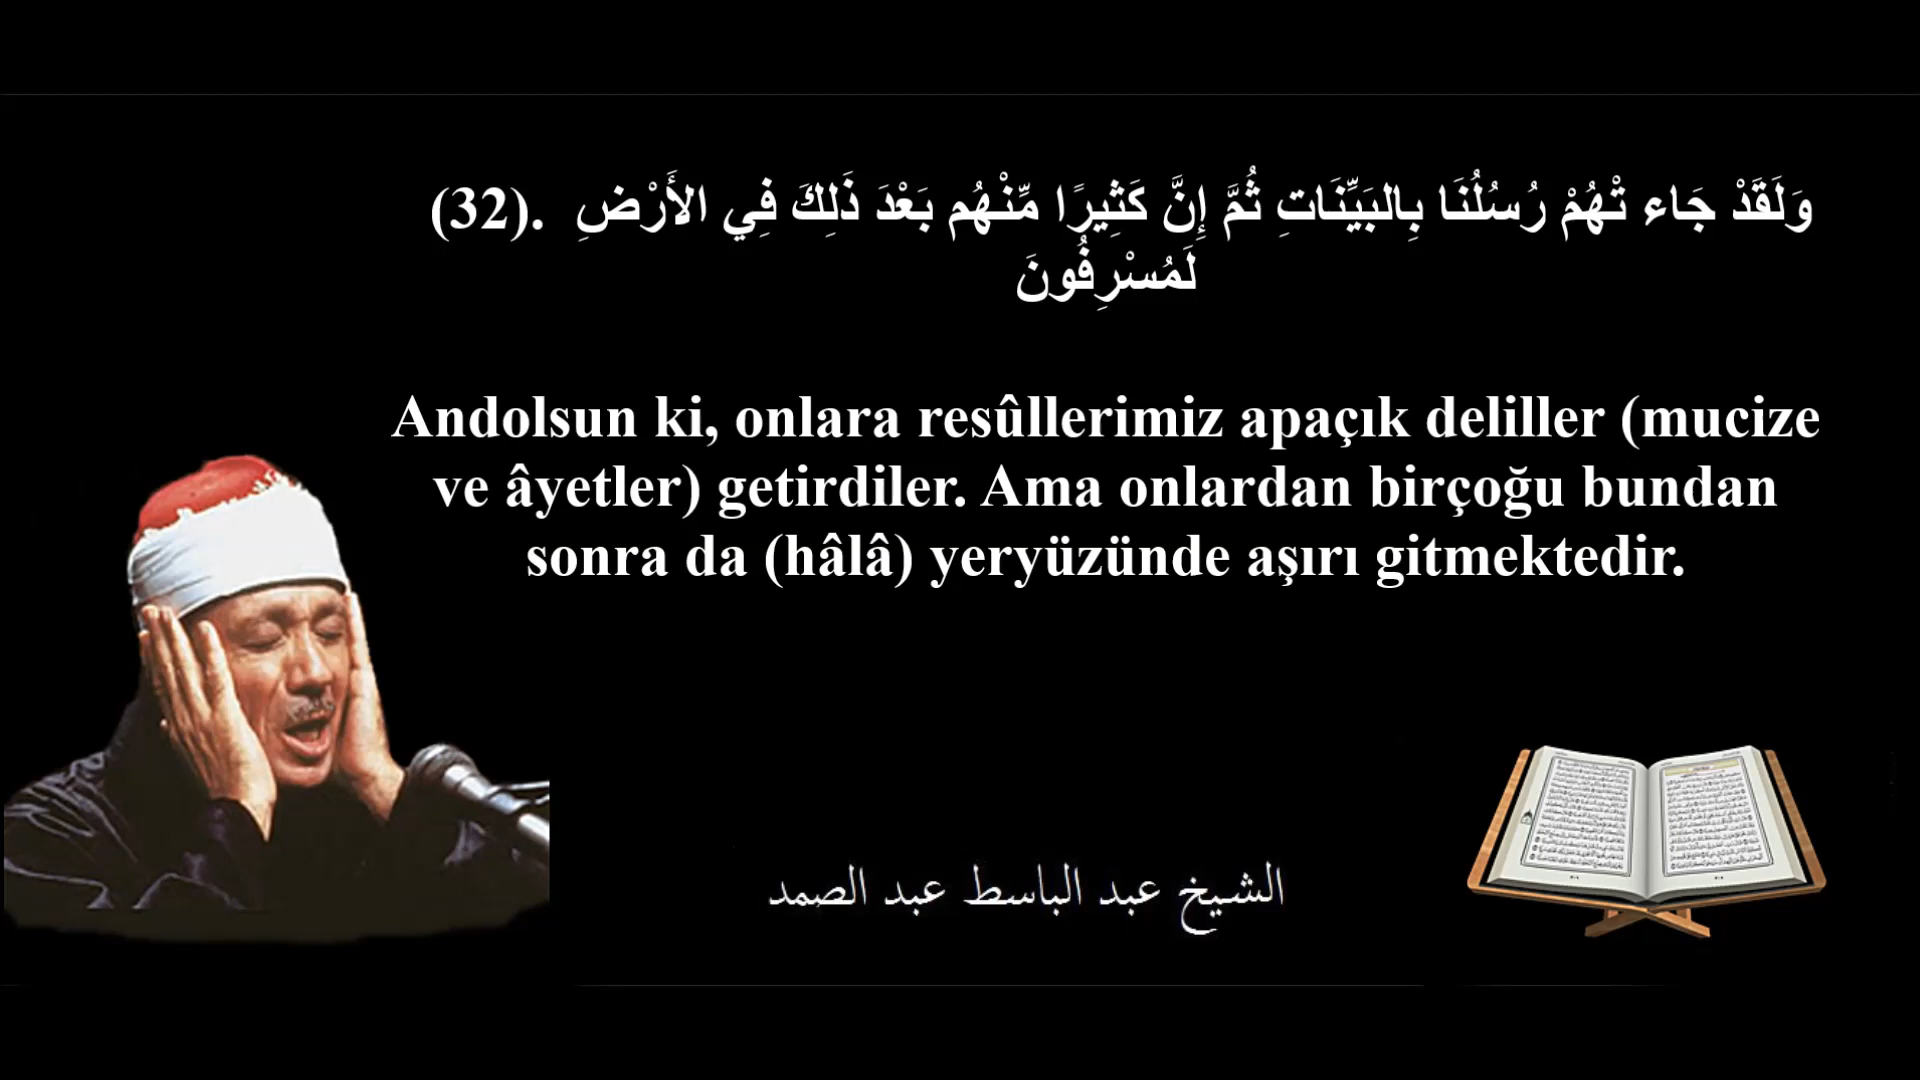 وَلَقَدْ جَاء تْهُمْ رُسُلُنَا بِالبَيِّنَاتِ ثُمَّ إِنَّ كَثِيرًا مِّنْهُم بَعْدَ ذَلِكَ فِي الأَرْضِ .(32)
لَمُسْرِفُونَ
Andolsun ki, onlara resûllerimiz apaçık deliller (mucize
ve âyetler) getirdiler. Ama onlardan birçoğu bundan
sonra da (hâlâ) yeryüzünde aşırı gitmektedir.
الشيخ عبد الباسط عبد الصمد